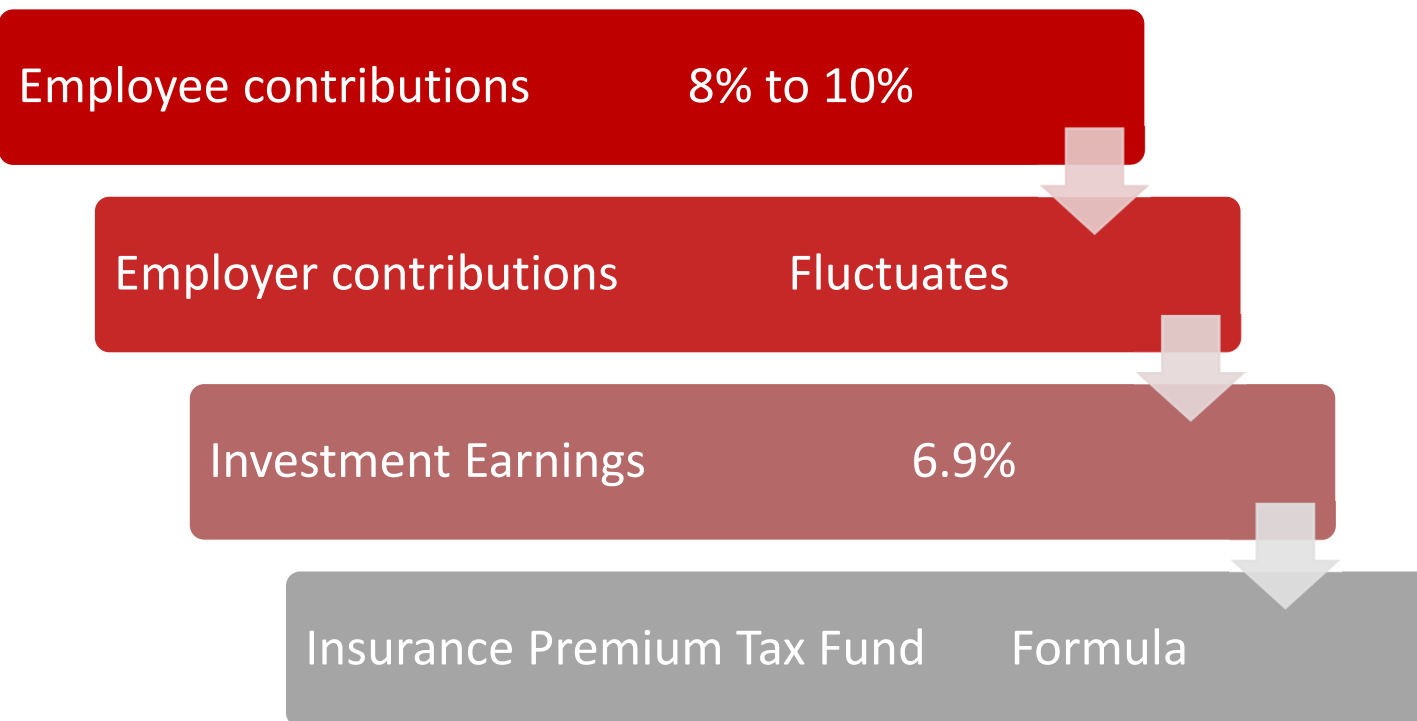 Employee contributions 8% to 10%
Employer contributions Fluctuates
Investment Earnings 6.9%
Insurance Premium Tax Fund Formula